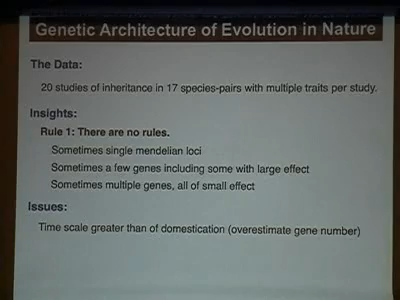 Genetic Architecture of Evolution in Nature
The Data:
20 studies of inheritance in 17 species-pairs with multiple traits per study.
Insights:
Rule 1: There are no rules.
Sometimes single mendelian loci
Sometimes a few genes including some with large effect
Sometimes multiple genes, all of small effect
Issues:
Time scale greater than of domestication (overestimate gene number)